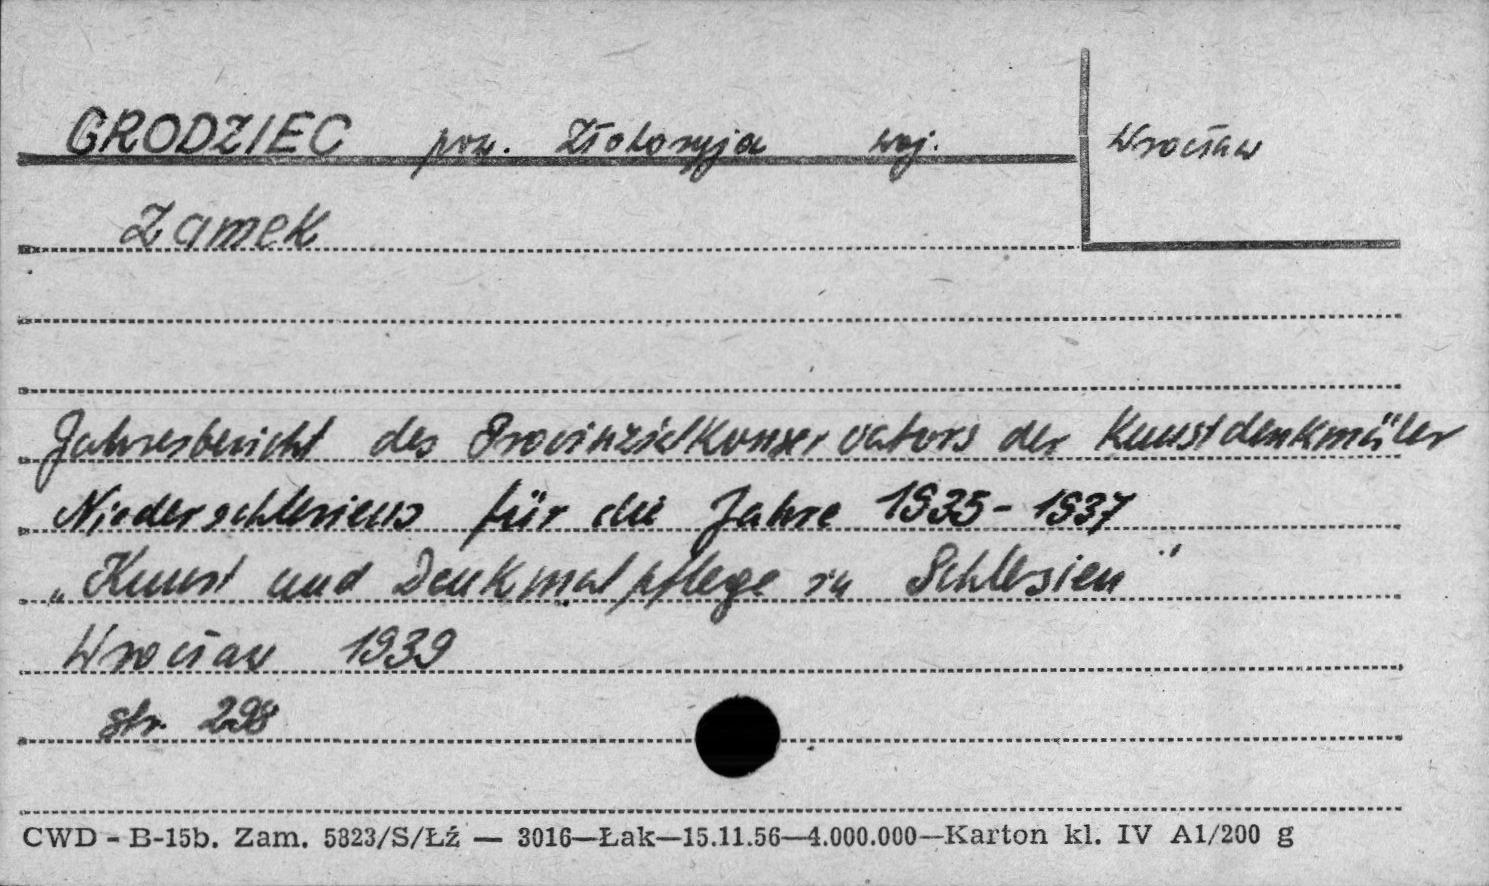 GRODZIEC pow. Złotoryja woj. Wrocław
Zamek
Jahresbericht des Provinzialkonservators der Kunstdenkmäler
Niederschlesiens für die Jahre 1935-1937
„Kunst und Denkmalpflege in Schlesien"
Wrocław 1939
str. 298
CWD - B-15b. Zam. 5823/S/Łź — 3016—Łak—15.11.56—4.000.000—Karton kl. IV A1/200 g